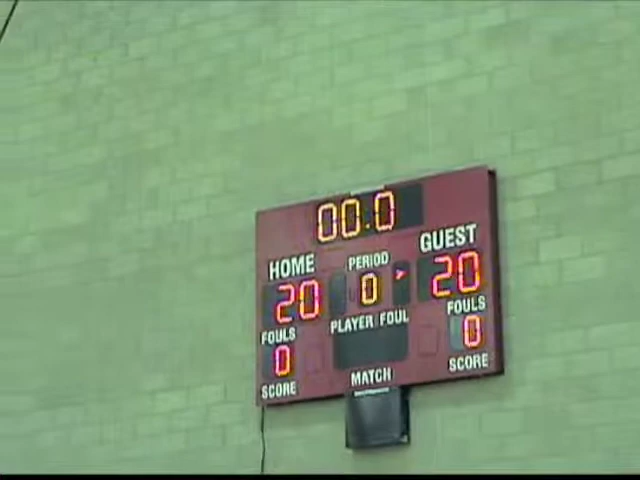 00.0
HOME PERIOD GUEST
20 0 20
FOULS PLAYER FOUL FOULS
0 0
SCORE MATCH SCORE